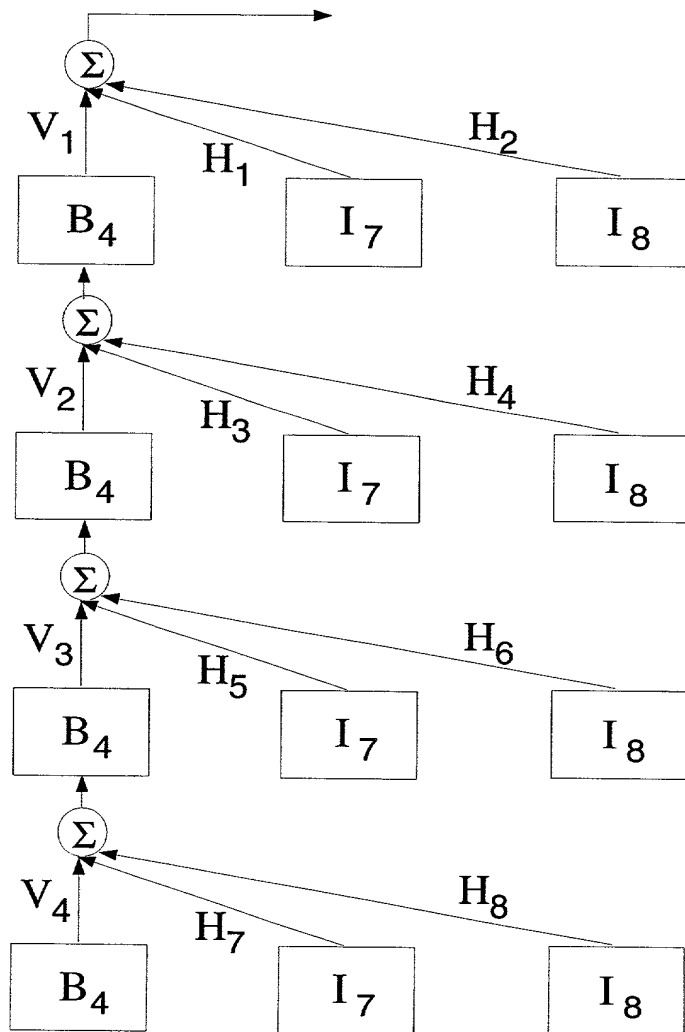 Σ
V₁ H₁ H₂
B₄ I₇ I₈
Σ
V₂ H₃ H₄
B₄ I₇ I₈
Σ
V₃ H₅ H₆
B₄ I₇ I₈
Σ
V₄ H₇ H₈
B₄ I₇ I₈